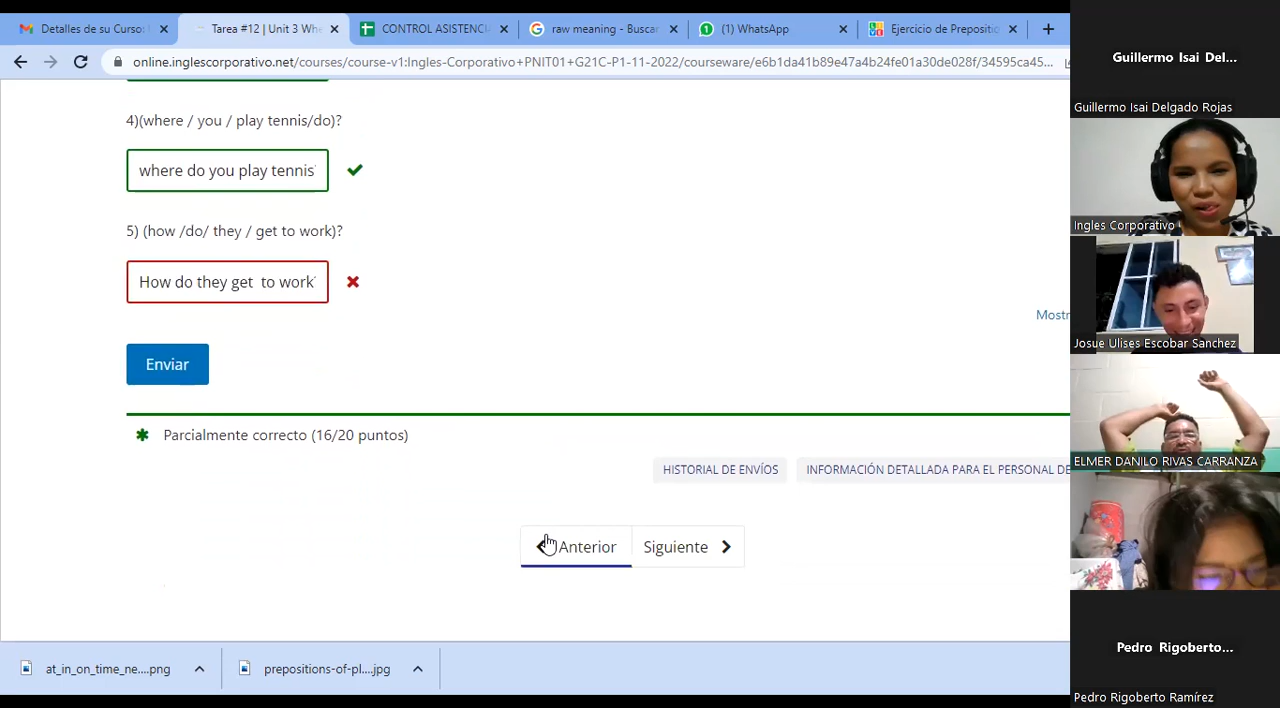 Detalles de su Curso:
Tarea #12 | Unit 3 Whe
CONTROL ASISTENCI
raw meaning - Buscar
(1) WhatsApp
Ejercicio de Prepositio
online.inglescorporativo.net/courses/course-v1:Ingles-Corporativo+PNIT01+G21C-P1-11-2022/courseware/e6b1da41b89e47a4b24fe01a30de028f/34595ca45...
4)(where / you / play tennis/do)?
where do you play tennis?
5) (how /do/ they / get to work)?
How do they get  to work?
Mostr
Enviar
Parcialmente correcto (16/20 puntos)
HISTORIAL DE ENVÍOS
INFORMACIÓN DETALLADA PARA EL PERSONAL DE
Anterior
Siguiente
at_in_on_time_ne....png
prepositions-of-pl....jpg
Guillermo Isai Del...
Guillermo Isai Delgado Rojas
Ingles Corporativo
Josue Ulises Escobar Sanchez
ELMER DANILO RIVAS CARRANZA
Pedro Rigoberto...
Pedro Rigoberto Ramírez